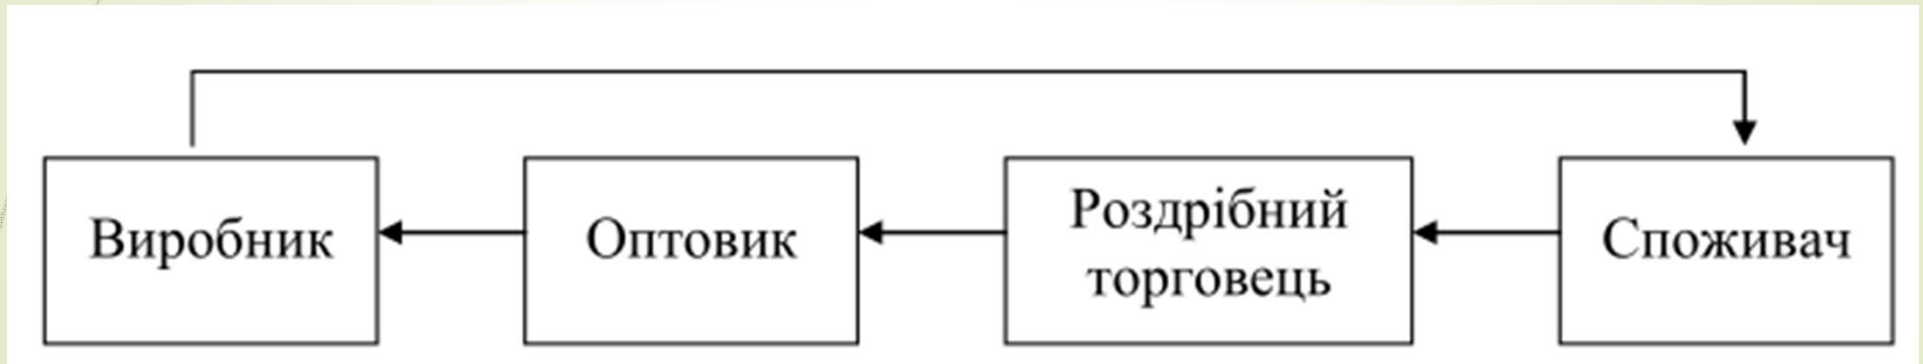 Виробник
Оптовик
Роздрібний
торговець
Споживач